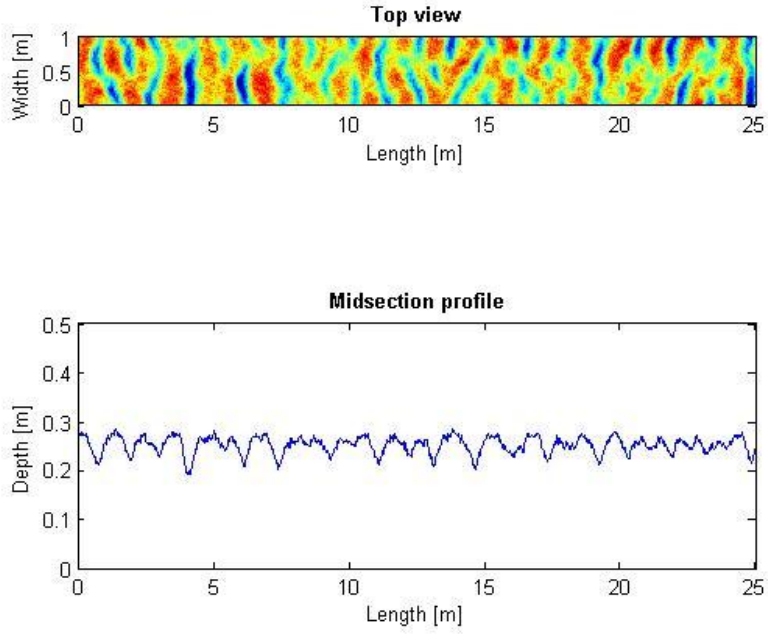 Top view
Width [m]
1
0.5
0
0 5 10 15 20 25
Length [m]
Midsection profile
Depth [m]
0.5
0.4
0.3
0.2
0.1
0
0 5 10 15 20 25
Length [m]